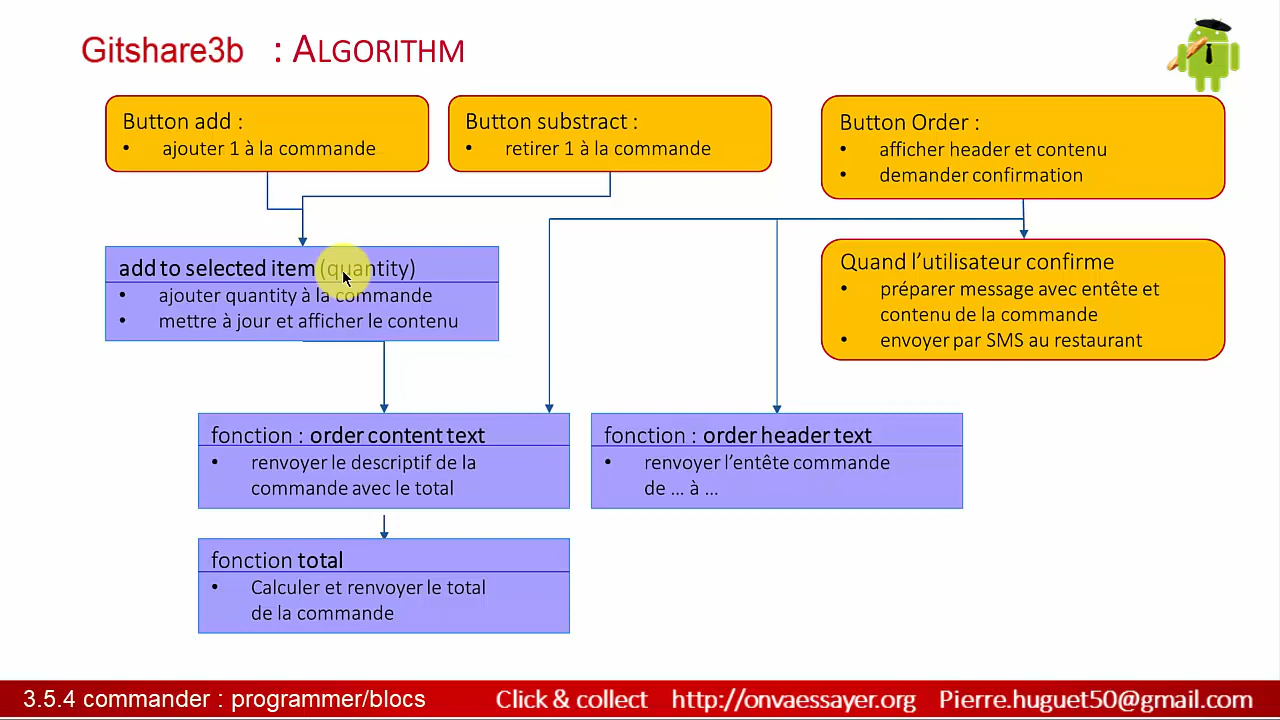 Gitshare3b : ALGORITHM
Button add :
• ajouter 1 à la commande
Button substract :
• retirer 1 à la commande
Button Order :
• afficher header et contenu
• demander confirmation
add to selected item (quantity)
• ajouter quantity à la commande
• mettre à jour et afficher le contenu
Quand l’utilisateur confirme
• préparer message avec entête et
contenu de la commande
• envoyer par SMS au restaurant
fonction : order content text
• renvoyer le descriptif de la
commande avec le total
fonction : order header text
• renvoyer l’entête commande
de ... à ...
fonction total
• Calculer et renvoyer le total
de la commande
3.5.4 commander : programmer/blocs
Click & collect http://onvaessayer.org Pierre.huguet50@gmail.com